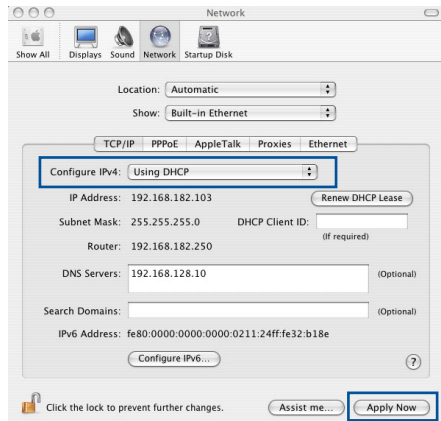 Network
Show All Displays Sound Network Startup Disk
Location: Automatic
Show: Built-in Ethernet
TCP/IP PPPoE AppleTalk Proxies Ethernet
Configure IPv4: Using DHCP
IP Address: 192.168.182.103 Renew DHCP Lease
Subnet Mask: 255.255.255.0 DHCP Client ID:
(If required)
Router: 192.168.182.250
DNS Servers: 192.168.128.10 (Optional)
Search Domains: (Optional)
IPv6 Address: fe80:0000:0000:0000:0211:24ff:fe32:b18e
Configure IPv6... ?
Click the lock to prevent further changes. Assist me... Apply Now